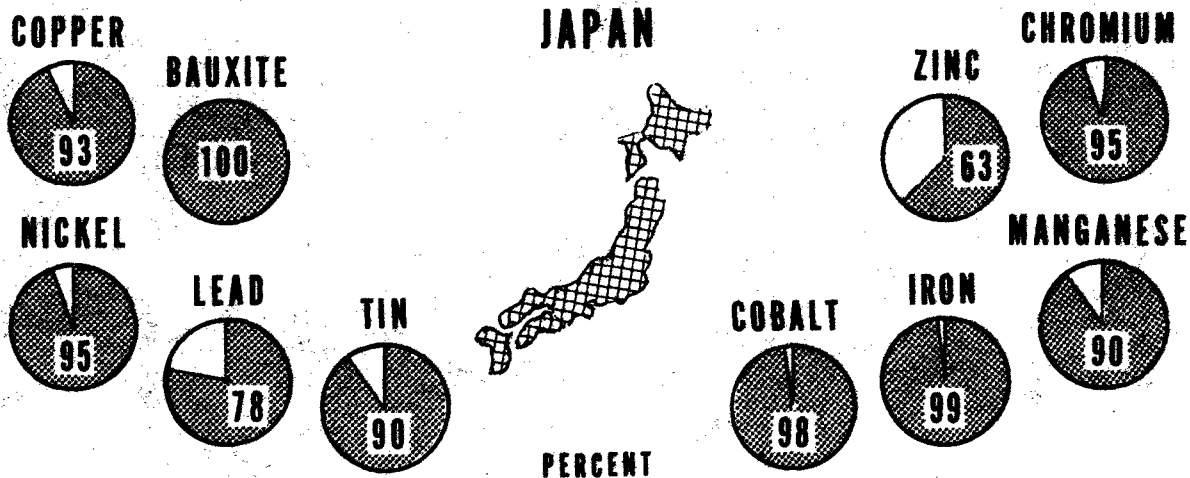 JAPAN
COPPER
93
BAUXITE
100
NICKEL
95
LEAD
78
TIN
90
ZINC
63
CHROMIUM
95
MANGANESE
90
IRON
99
COBALT
98
PERCENT